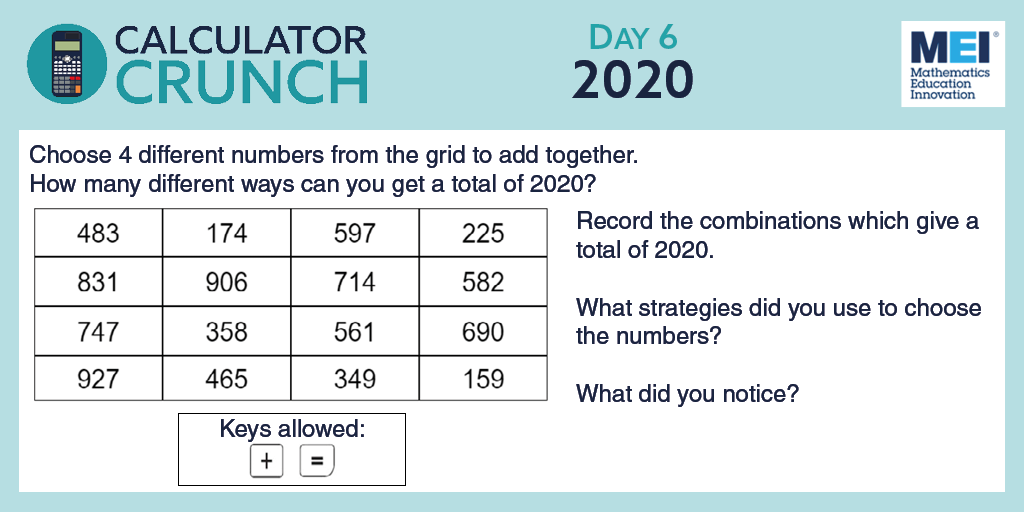 CALCULATOR
CRUNCH
DAY 6
2020
MEI®
Mathematics
Education
Innovation
Choose 4 different numbers from the grid to add together.
How many different ways can you get a total of 2020?
483 174 597 225
831 906 714 582
747 358 561 690
927 465 349 159
Record the combinations which give a
total of 2020.
What strategies did you use to choose
the numbers?
What did you notice?
Keys allowed:
+ =